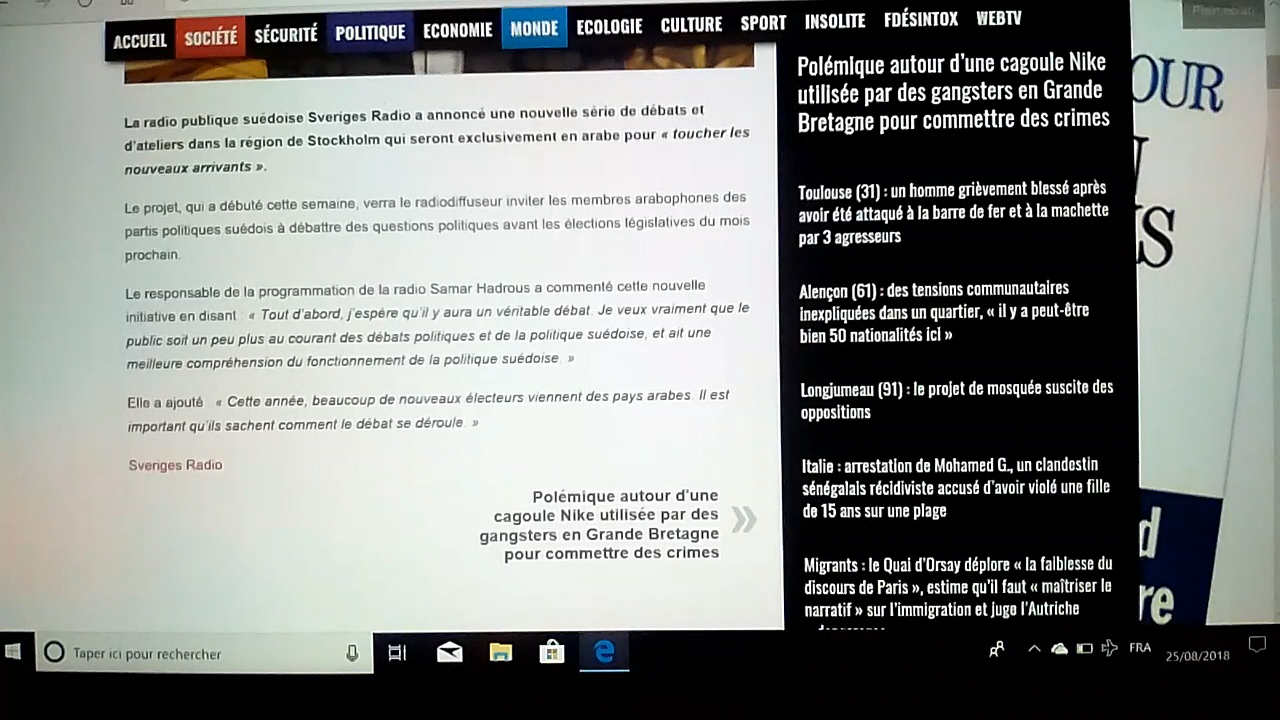 Plein écran
ACCUEIL SOCIÉTÉ SÉCURITÉ POLITIQUE ECONOMIE MONDE ECOLOGIE CULTURE SPORT INSOLITE FDÉSINTOX WEBTV
La radio publique suédoise Sveriges Radio a annoncé une nouvelle série de débats et
d'ateliers dans la région de Stockholm qui seront exclusivement en arabe pour « toucher les
nouveaux arrivants ».
Le projet, qui a débuté cette semaine, verra le radiodiffuseur inviter les membres arabophones des
partis politiques suédois à débattre des questions politiques avant les élections législatives du mois
prochain.
Le responsable de la programmation de la radio Samar Hadrous a commenté cette nouvelle
initiative en disant : « Tout d'abord, j'espère qu'il y aura un véritable débat. Je veux vraiment que le
public soit un peu plus au courant des débats politiques et de la politique suédoise, et ait une
meilleure compréhension du fonctionnement de la politique suédoise. »
Elle a ajouté : « Cette année, beaucoup de nouveaux électeurs viennent des pays arabes. Il est
important qu'ils sachent comment le débat se déroule. »
Sveriges Radio
Polémique autour d'une
cagoule Nike utilisée par des
gangsters en Grande Bretagne
pour commettre des crimes
»
Polémique autour d'une cagoule Nike
utilisée par des gangsters en Grande
Bretagne pour commettre des crimes
Toulouse (31) : un homme grièvement blessé après
avoir été attaqué à la barre de fer et à la machette
par 3 agresseurs
Alençon (61) : des tensions communautaires
inexpliquées dans un quartier, « il y a peut-être
bien 50 nationalités ici »
Longjumeau (91) : le projet de mosquée suscite des
oppositions
Italie : arrestation de Mohamed G., un clandestin
sénégalais récidiviste accusé d'avoir violé une fille
de 15 ans sur une plage
Migrants : le Quai d'Orsay déplore « la faiblesse du
discours de Paris », estime qu'il faut « maîtriser le
narratif » sur l'immigration et juge l'Autriche
OUR
S
d
re
Taper ici pour rechercher
FRA
25/08/2018